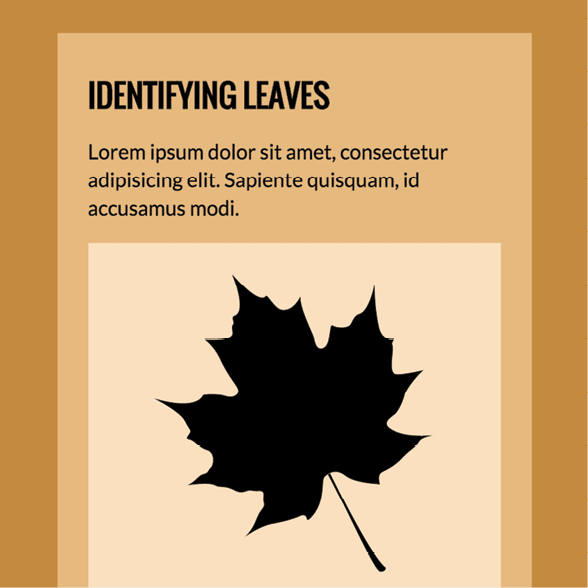 IDENTIFYING LEAVES
Lorem ipsum dolor sit amet, consectetur
adipisicing elit. Sapiente quisquam, id
accusamus modi.